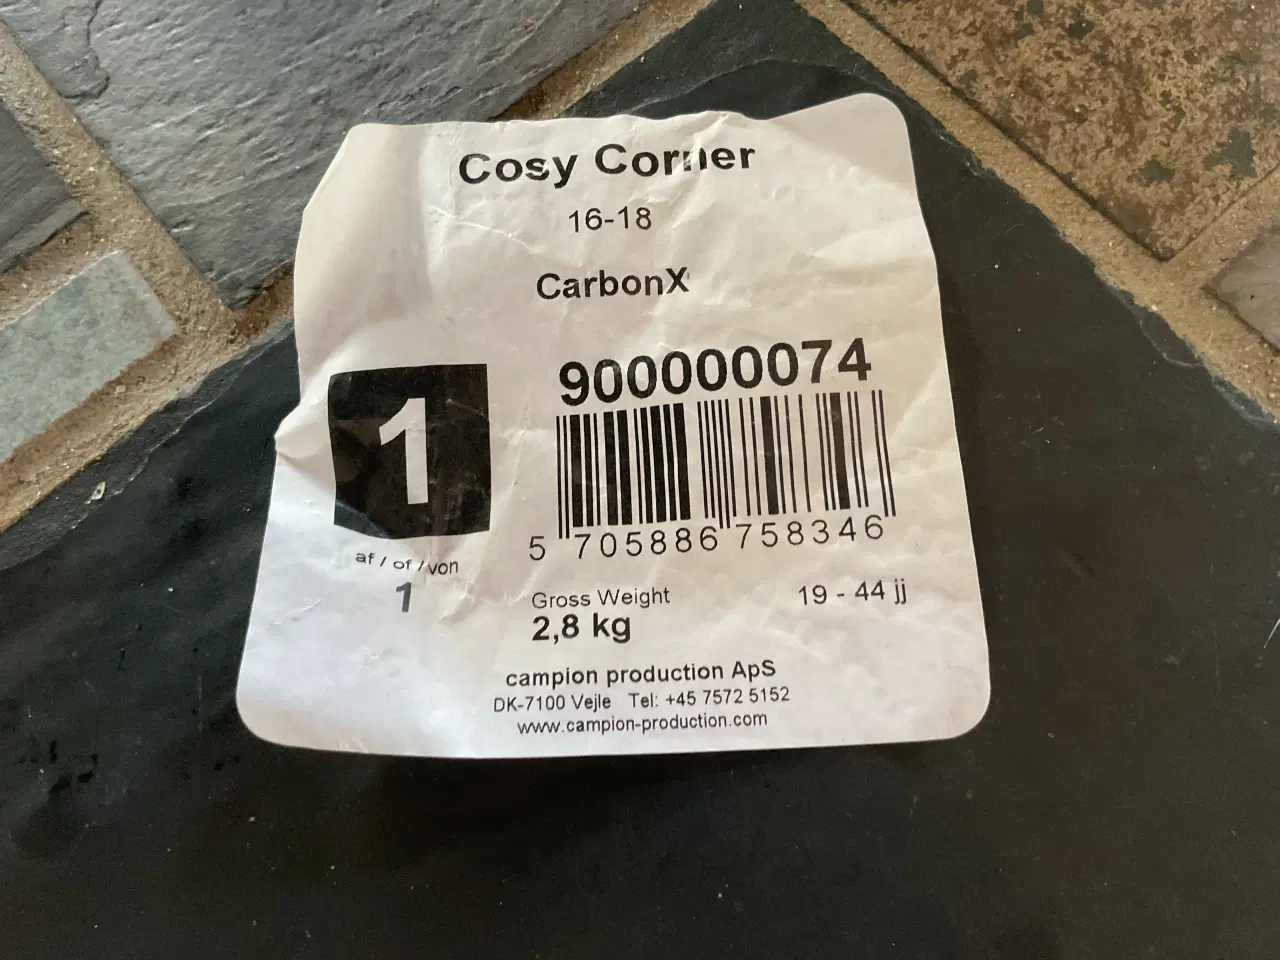 Cosy Corner
16-18
CarbonX
900000074
1
af / of / von
1
5 705886 758346
Gross Weight
2,8 kg
19 - 44 jj
campion production ApS
DK-7100 Vejle Tel: +45 7572 5152
www.campion-production.com